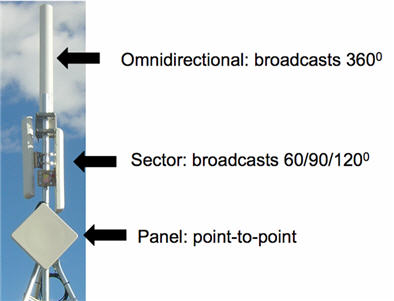 Omnidirectional: broadcasts 360⁰
Sector: broadcasts 60/90/120⁰
Panel: point-to-point